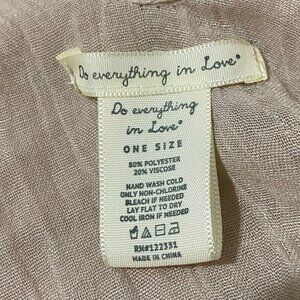 Do everything in Love®
Do everything
in Love®
ONE SIZE
80% POLYESTER
20% VISCOSE
HAND WASH COLD
ONLY NON-CHLORINE
BLEACH IF NEEDED
LAY FLAT TO DRY
COOL IRON IF NEEDED
RN#122351
MADE IN CHINA